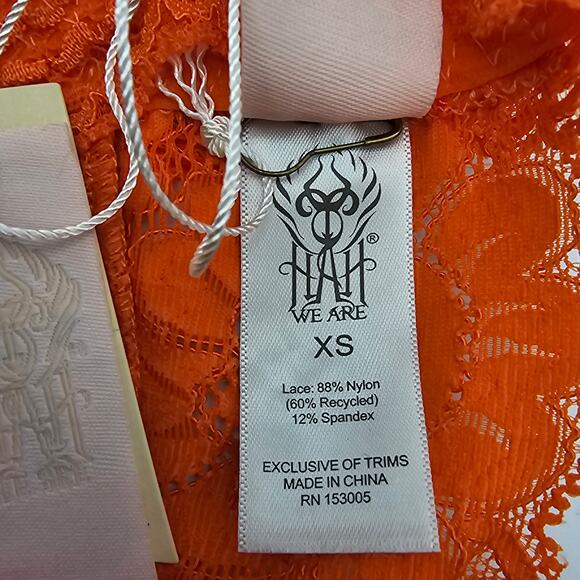 HAH®
WE ARE
XS
Lace: 88% Nylon
(60% Recycled)
12% Spandex
EXCLUSIVE OF TRIMS
MADE IN CHINA
RN 153005